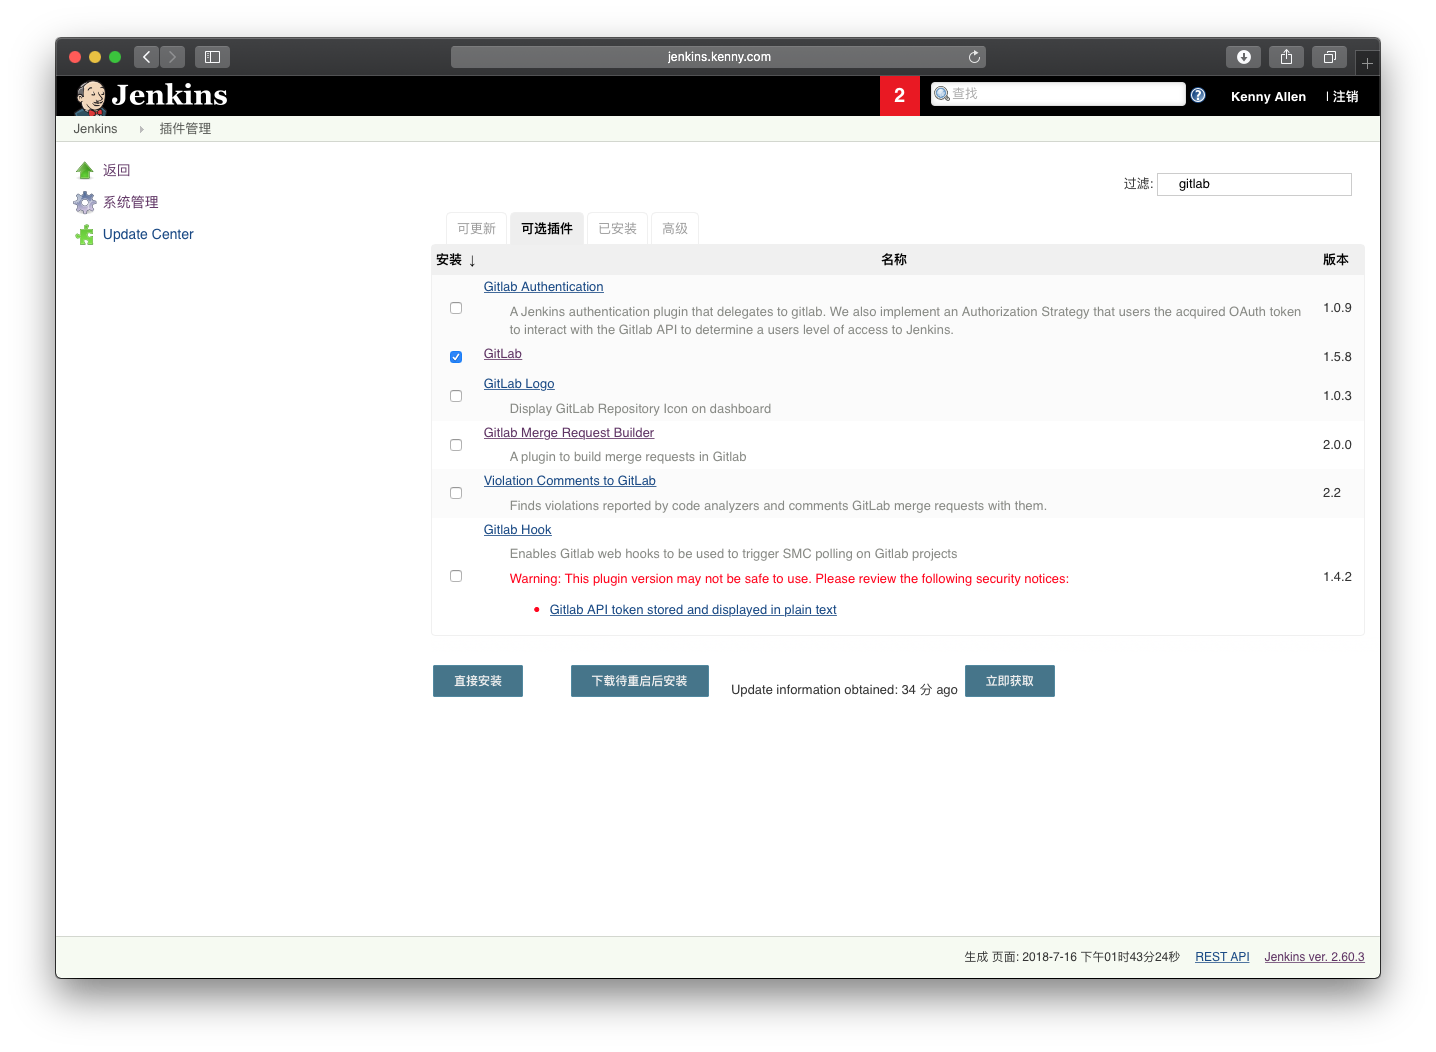 jenkins.kenny.com
Jenkins
2
查找
Kenny Allen
| 注销
Jenkins
插件管理
返回
系统管理
Update Center
过滤: gitlab
可更新
可选插件
已安装
高级
安装 ↓
名称
版本
Gitlab Authentication
A Jenkins authentication plugin that delegates to gitlab. We also implement an Authorization Strategy that users the acquired OAuth token
to interact with the Gitlab API to determine a users level of access to Jenkins.
1.0.9
GitLab
1.5.8
GitLab Logo
Display GitLab Repository Icon on dashboard
1.0.3
Gitlab Merge Request Builder
A plugin to build merge requests in Gitlab
2.0.0
Violation Comments to GitLab
Finds violations reported by code analyzers and comments GitLab merge requests with them.
2.2
Gitlab Hook
Enables Gitlab web hooks to be used to trigger SMC polling on Gitlab projects
Warning: This plugin version may not be safe to use. Please review the following security notices:
Gitlab API token stored and displayed in plain text
1.4.2
直接安装
下载待重启后安装
Update information obtained: 34 分 ago
立即获取
生成 页面: 2018-7-16 下午01时43分24秒
REST API
Jenkins ver. 2.60.3